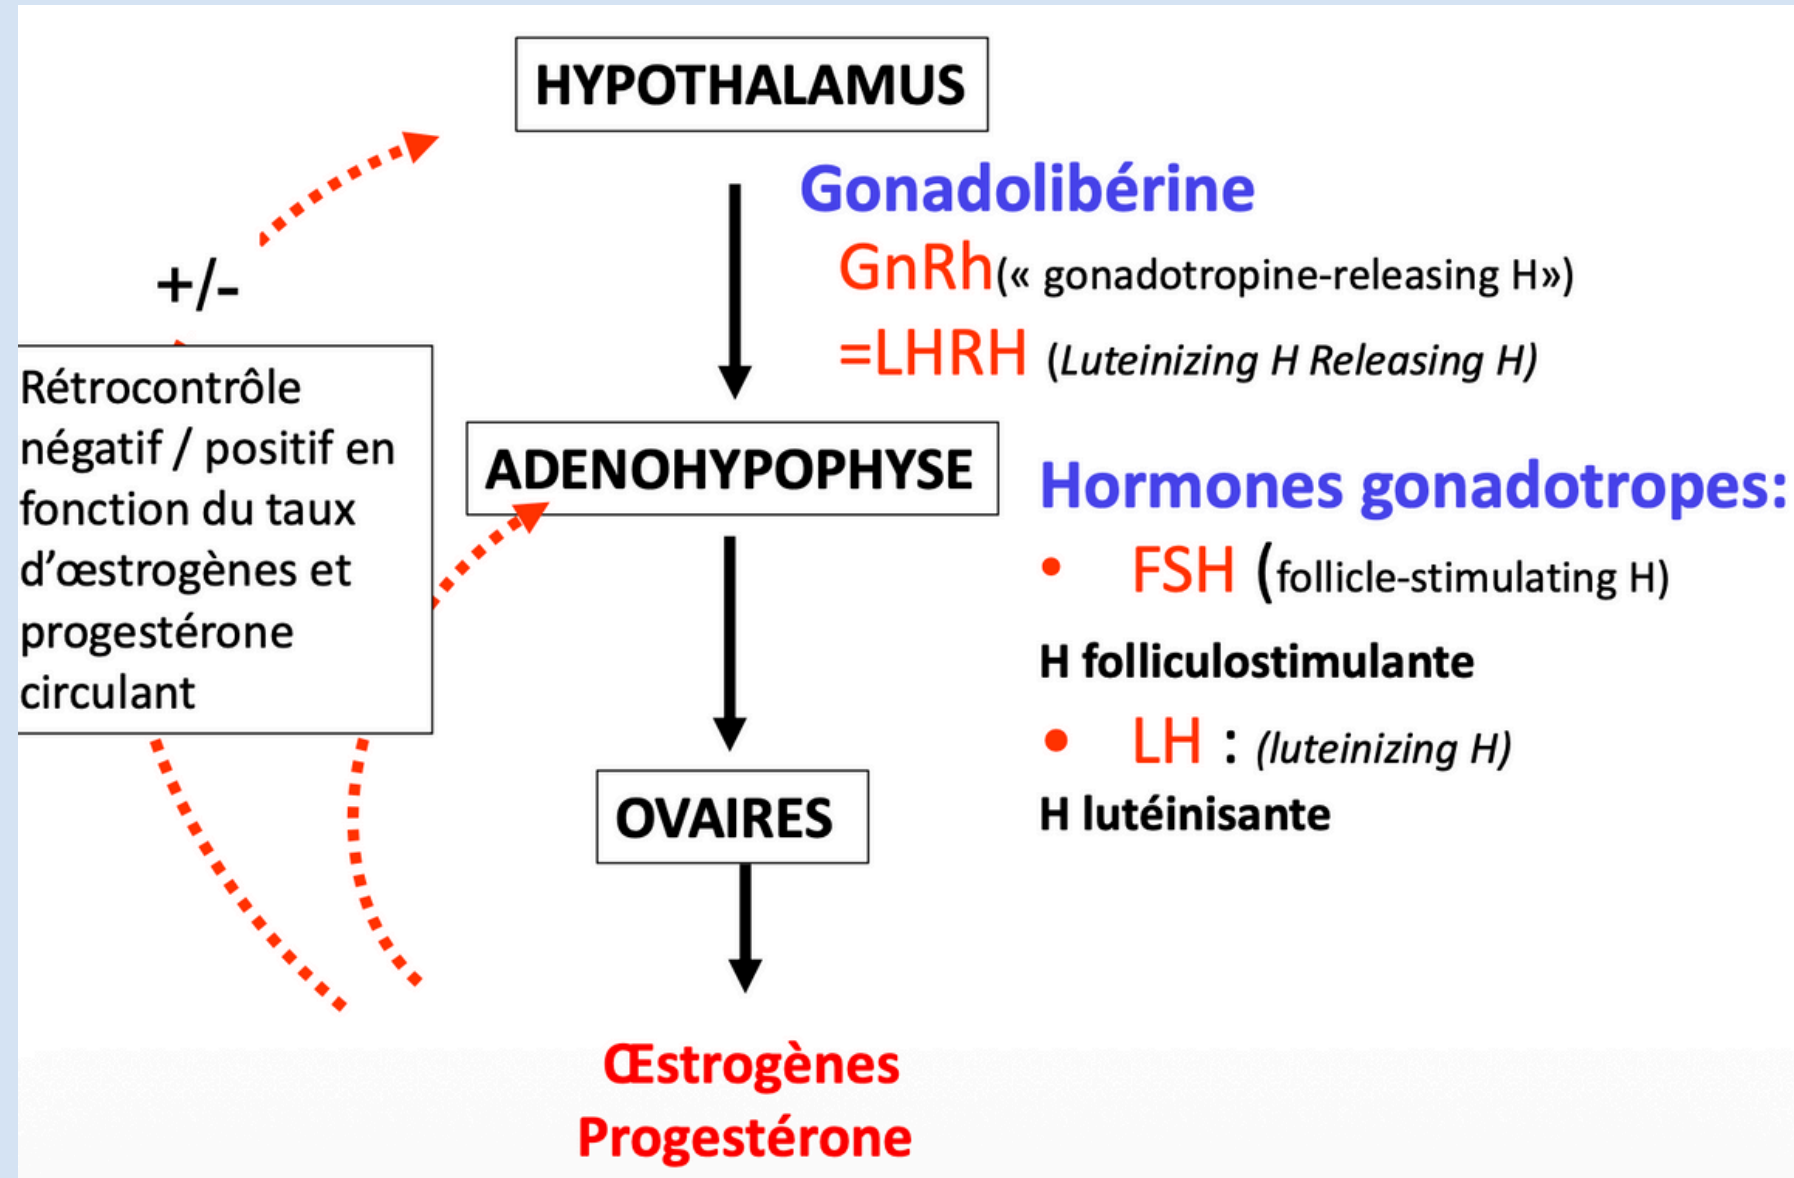 HYPOTHALAMUS
Gonadolibérine
GnRh(« gonadotropine-releasing H»)
=LHRH (Luteinizing H Releasing H)
+/-
Rétrocontrôle
négatif / positif en
fonction du taux
d’œstrogènes et
progestérone
circulant
ADENOHYPOPHYSE
Hormones gonadotropes:
• FSH (follicle-stimulating H)
H folliculostimulante
• LH : (luteinizing H)
H lutéinisante
OVAIRES
Œstrogènes
Progestérone